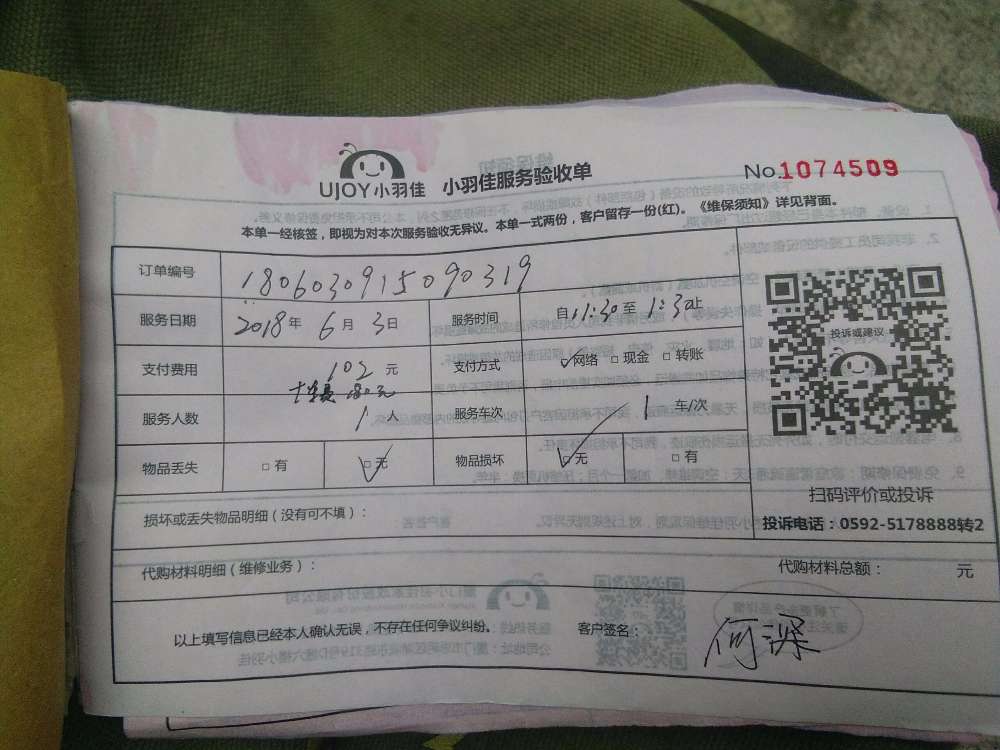 UJOY小羽佳 小羽佳服务验收单 No.1074509
本单一经核签，即视为对本次服务验收无异议。本单一式两份，客户留存一份(红)。《维保须知》详见背面。
订单编号 1806030915090319
服务日期 2018年 6月 3日 服务时间 自11:30至1:30止
支付费用 102元 支付方式 ✓网络 □现金 □转账
180元
服务人数 1人 服务车次 1 车/次
物品丢失 □有 ☑无 物品损坏 ☑无 □有
投诉或建议
扫码评价或投诉
投诉电话：0592-5178888转2
损坏或丢失物品明细（没有可不填）：
代购材料明细（维修业务）： 代购材料总额： 元
以上填写信息已经本人确认无误，不存在任何争议纠纷。 客户签名： 何深